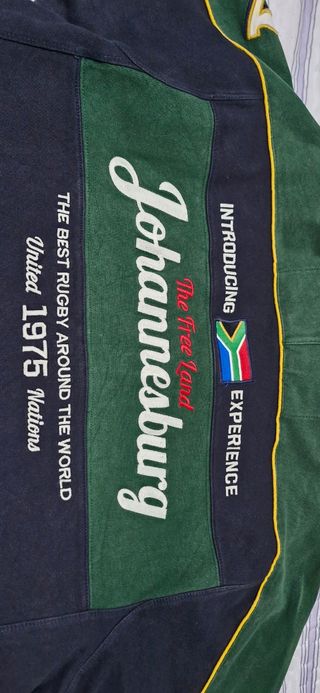 INTRODUCING EXPERIENCE
The Free Land
Johannesburg
THE BEST RUGBY AROUND THE WORLD
United 1975 Nations